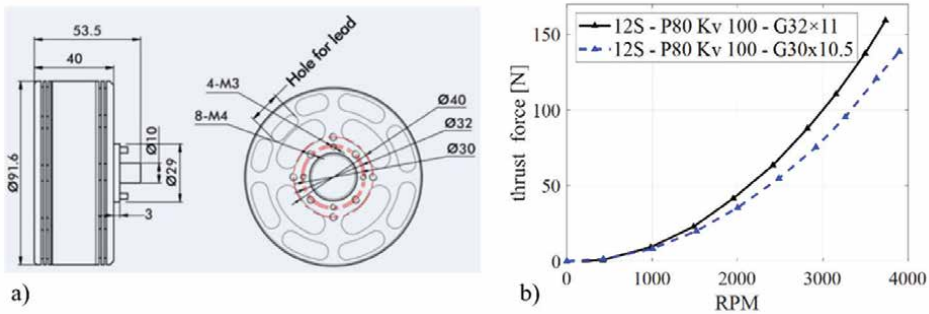 53.5
40
Ø91.6
Ø10
Ø29
3
Hole for lead
4-M3
8-M4
Ø40
Ø32
Ø30
a)
12S - P80 Kv 100 - G32×11
12S - P80 Kv 100 - G30x10.5
thrust force [N]
150
100
50
0
0 1000 2000 3000 4000
RPM
b)